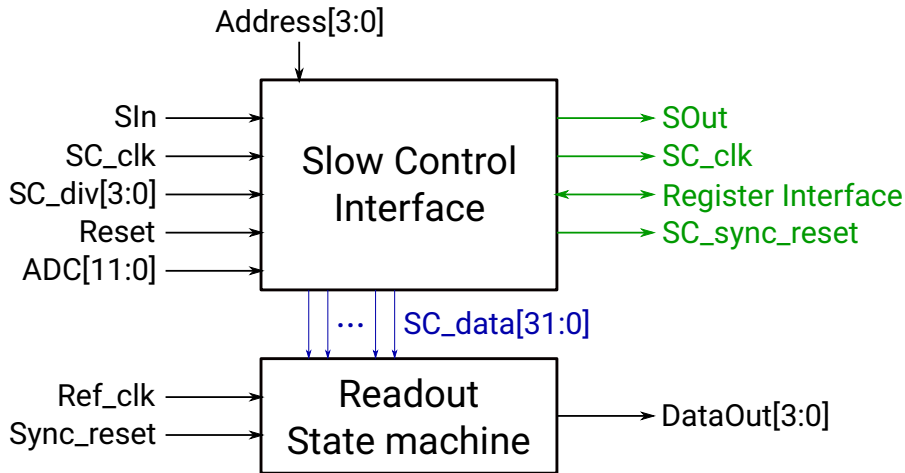 Address[3:0]
SIn
SC_clk
SC_div[3:0]
Reset
ADC[11:0]
Slow Control
Interface
SOut
SC_clk
Register Interface
SC_sync_reset
... SC_data[31:0]
Ref_clk
Sync_reset
Readout
State machine
DataOut[3:0]